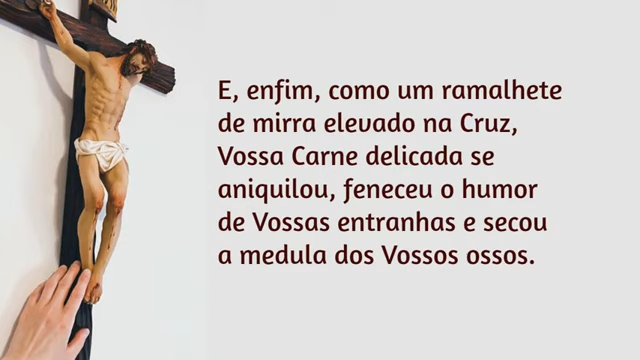 E, enfim, como um ramalhete
de mirra elevado na Cruz,
Vossa Carne delicada se
aniquilou, feneceu o humor
de Vossas entranhas e secou
a medula dos Vossos ossos.